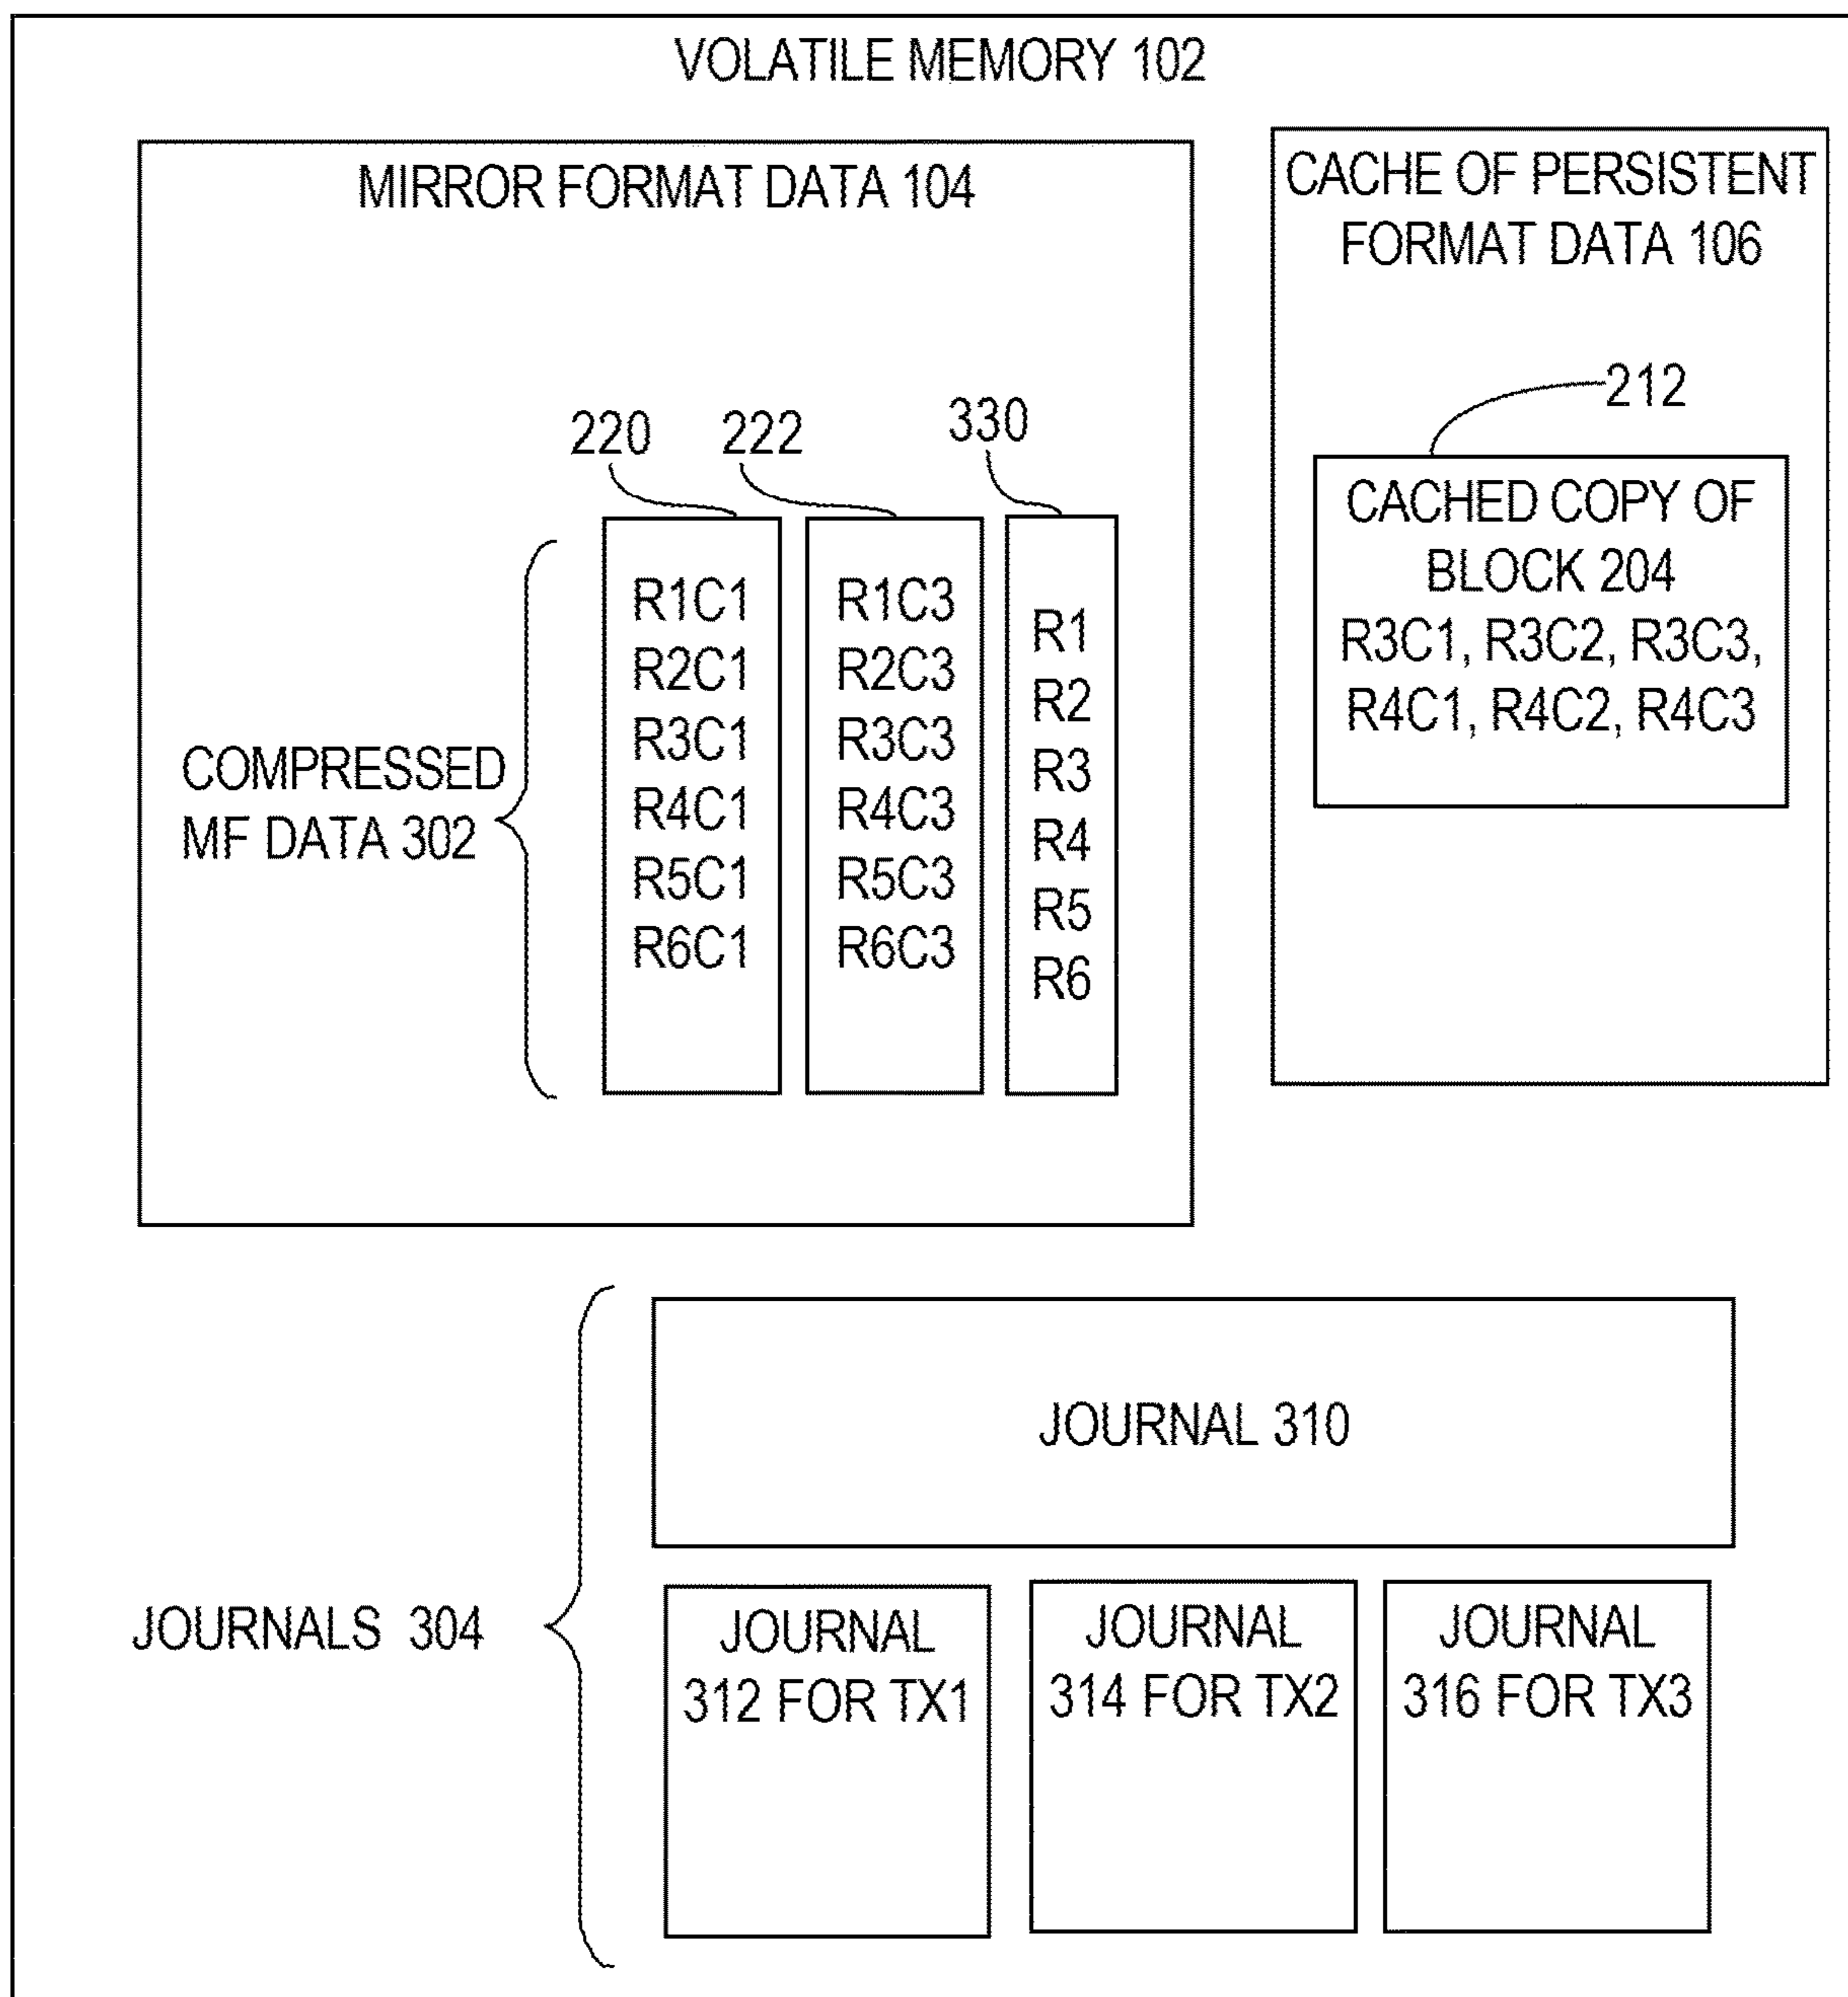 VOLATILE MEMORY 102
MIRROR FORMAT DATA 104
220
222
330
COMPRESSED
MF DATA 302
R1C1
R2C1
R3C1
R4C1
R5C1
R6C1
R1C3
R2C3
R3C3
R4C3
R5C3
R6C3
R1
R2
R3
R4
R5
R6
CACHE OF PERSISTENT
FORMAT DATA 106
212
CACHED COPY OF
BLOCK 204
R3C1, R3C2, R3C3,
R4C1, R4C2, R4C3
JOURNALS 304
JOURNAL 310
JOURNAL
312 FOR TX1
JOURNAL
314 FOR TX2
JOURNAL
316 FOR TX3